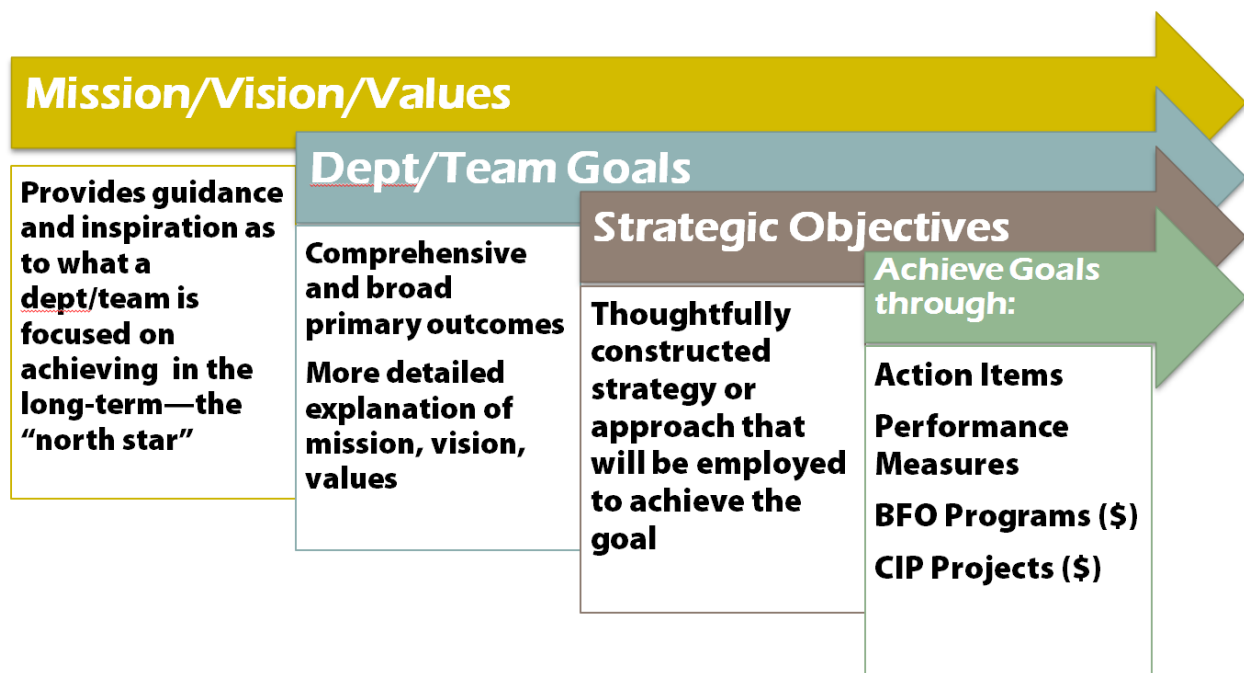 Mission/Vision/Values
Provides guidance
and inspiration as
to what a
dept/team is
focused on
achieving in the
long-term—the
“north star”
Dept/Team Goals
Comprehensive
and broad
primary outcomes
More detailed
explanation of
mission, vision,
values
Strategic Objectives
Thoughtfully
constructed
strategy or
approach that
will be employed
to achieve the
goal
Achieve Goals
through:
Action Items
Performance
Measures
BFO Programs ($)
CIP Projects ($)